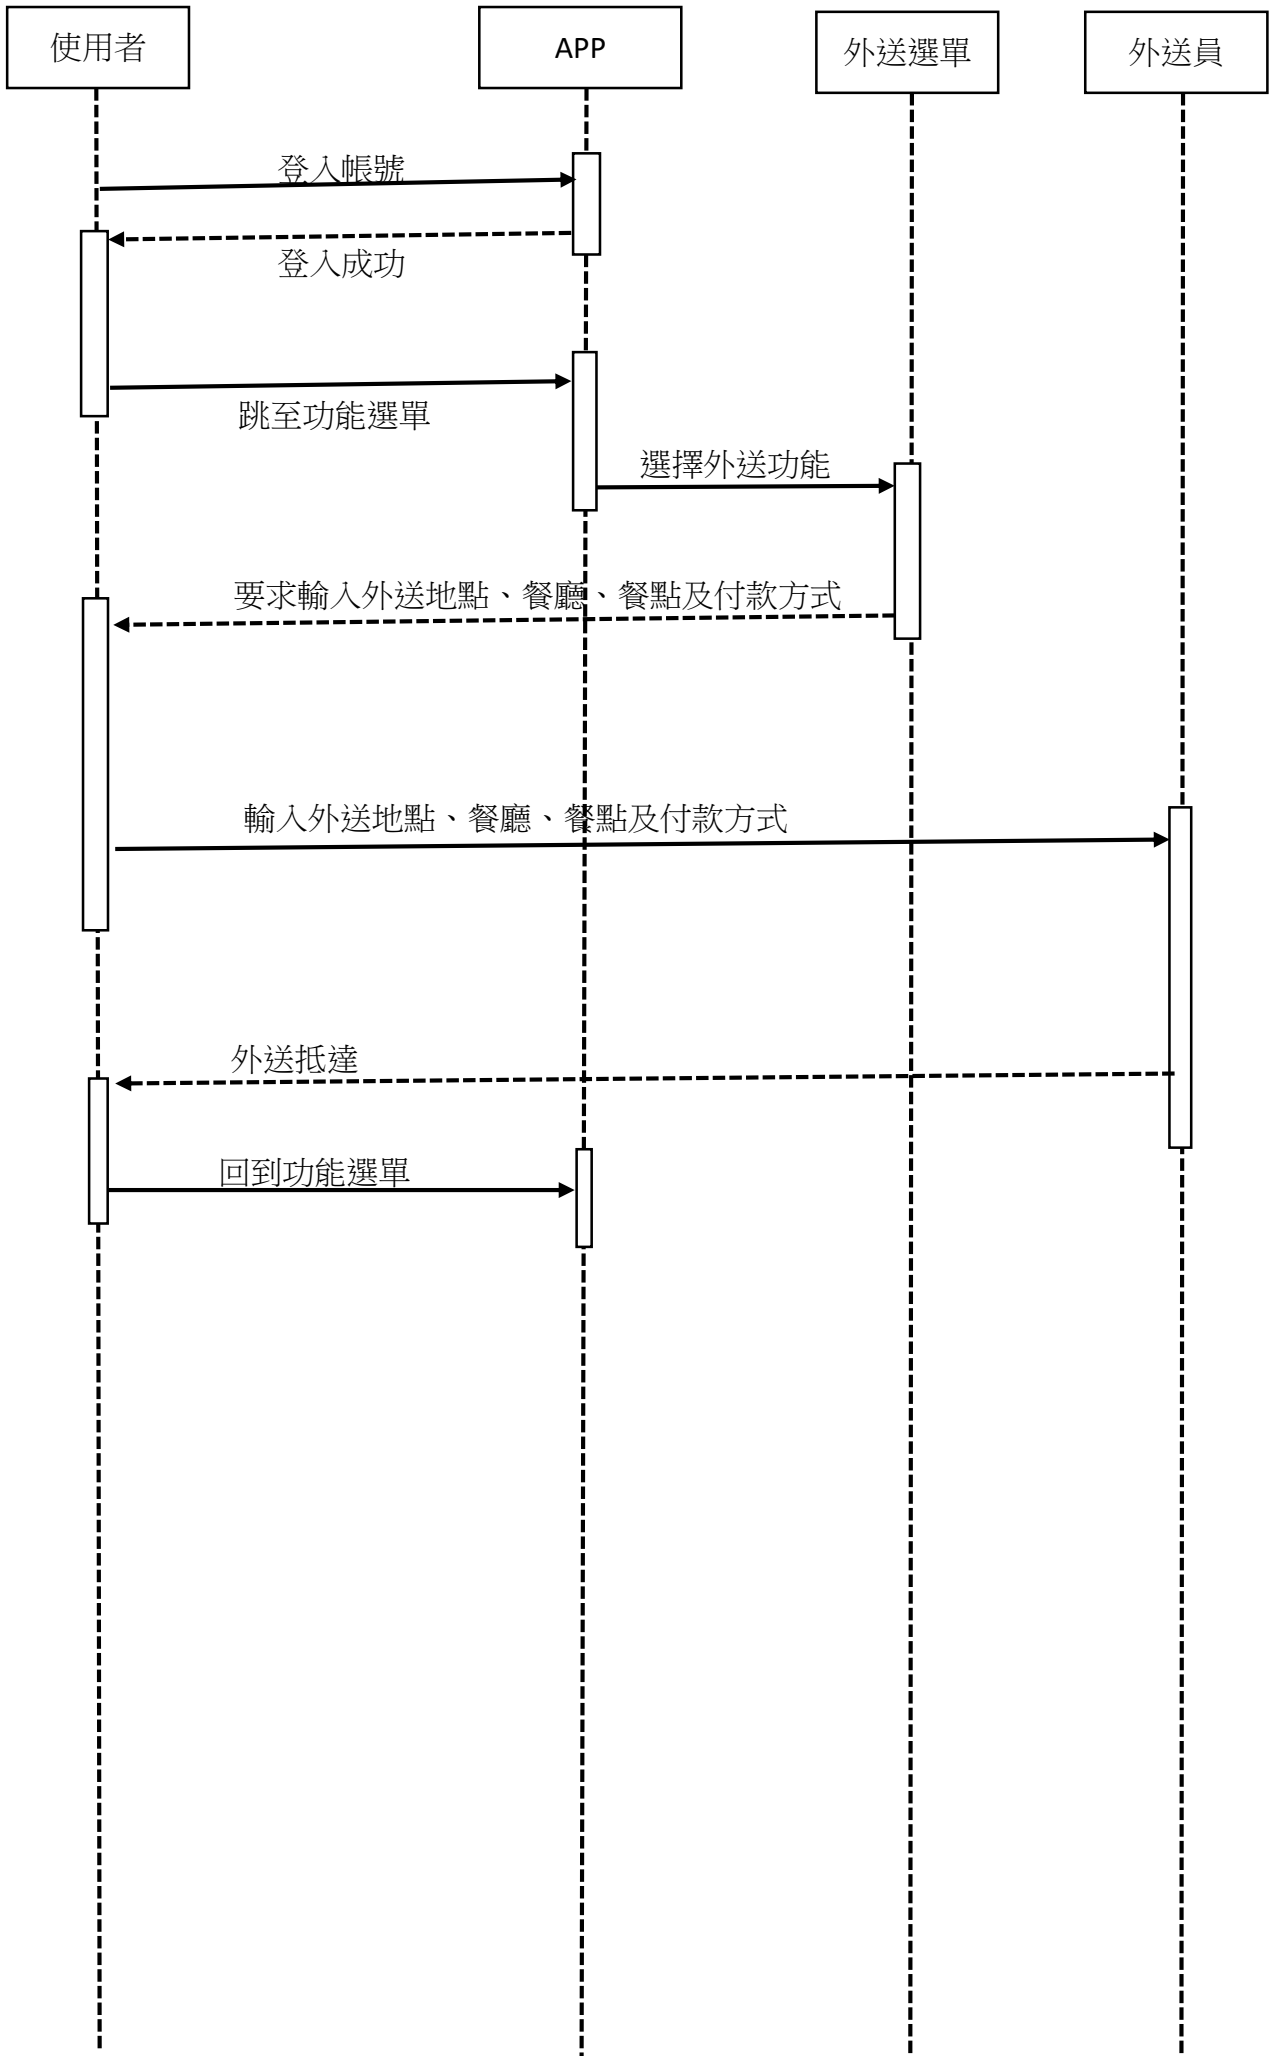 使用者
APP
外送選單
外送員
登入帳號
登入成功
跳至功能選單
選擇外送功能
要求輸入外送地點、餐廳、餐點及付款方式
輸入外送地點、餐廳、餐點及付款方式
外送抵達
回到功能選單